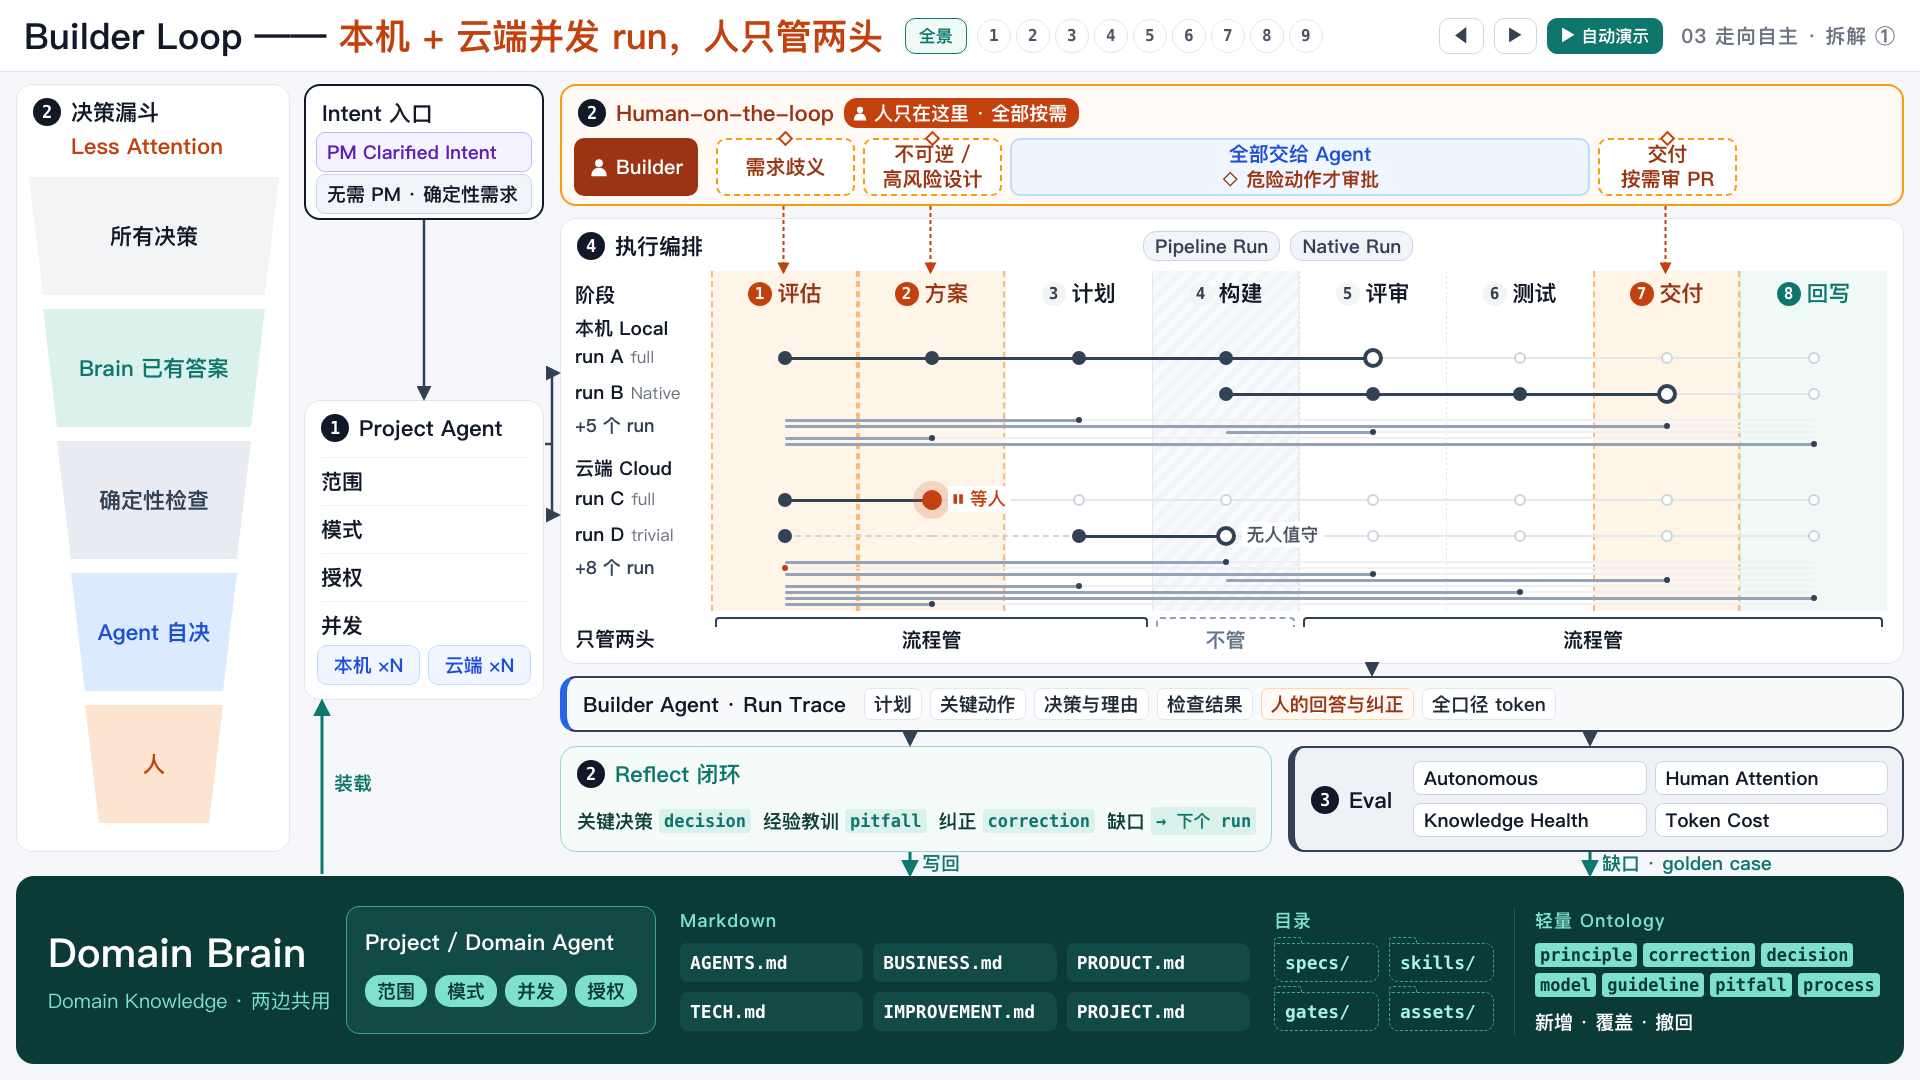 Builder Loop —— 本机 + 云端并发 run，人只管两头
全景 1 2 3 4 5 6 7 8 9
◀ ▶ ▶ 自动演示 03 走向自主 · 拆解 ①
2 决策漏斗
Less Attention
所有决策
Brain 已有答案
确定性检查
Agent 自决
人
Intent 入口
PM Clarified Intent
无需 PM · 确定性需求
1 Project Agent
范围
模式
授权
并发
本机 ×N 云端 ×N
装载
2 Human-on-the-loop 人只在这里 · 全部按需
Builder
需求歧义
不可逆 /
高风险设计
全部交给 Agent
◇ 危险动作才审批
交付
按需审 PR
4 执行编排 Pipeline Run Native Run
阶段 1 评估 2 方案 3 计划 4 构建 5 评审 6 测试 7 交付 8 回写
本机 Local
run A full
run B Native
+5 个 run
云端 Cloud
run C full 等人
run D trivial 无人值守
+8 个 run
只管两头 流程管 不管 流程管
Builder Agent · Run Trace 计划 关键动作 决策与理由 检查结果 人的回答与纠正 全口径 token
2 Reflect 闭环
关键决策 decision 经验教训 pitfall 纠正 correction 缺口 → 下个 run
写回
3 Eval
Autonomous Human Attention
Knowledge Health Token Cost
缺口 · golden case
Domain Brain
Domain Knowledge · 两边共用
Project / Domain Agent
范围 模式 并发 授权
Markdown
AGENTS.md BUSINESS.md PRODUCT.md
TECH.md IMPROVEMENT.md PROJECT.md
目录
specs/ skills/
gates/ assets/
轻量 Ontology
principle correction decision
model guideline pitfall process
新增 · 覆盖 · 撤回